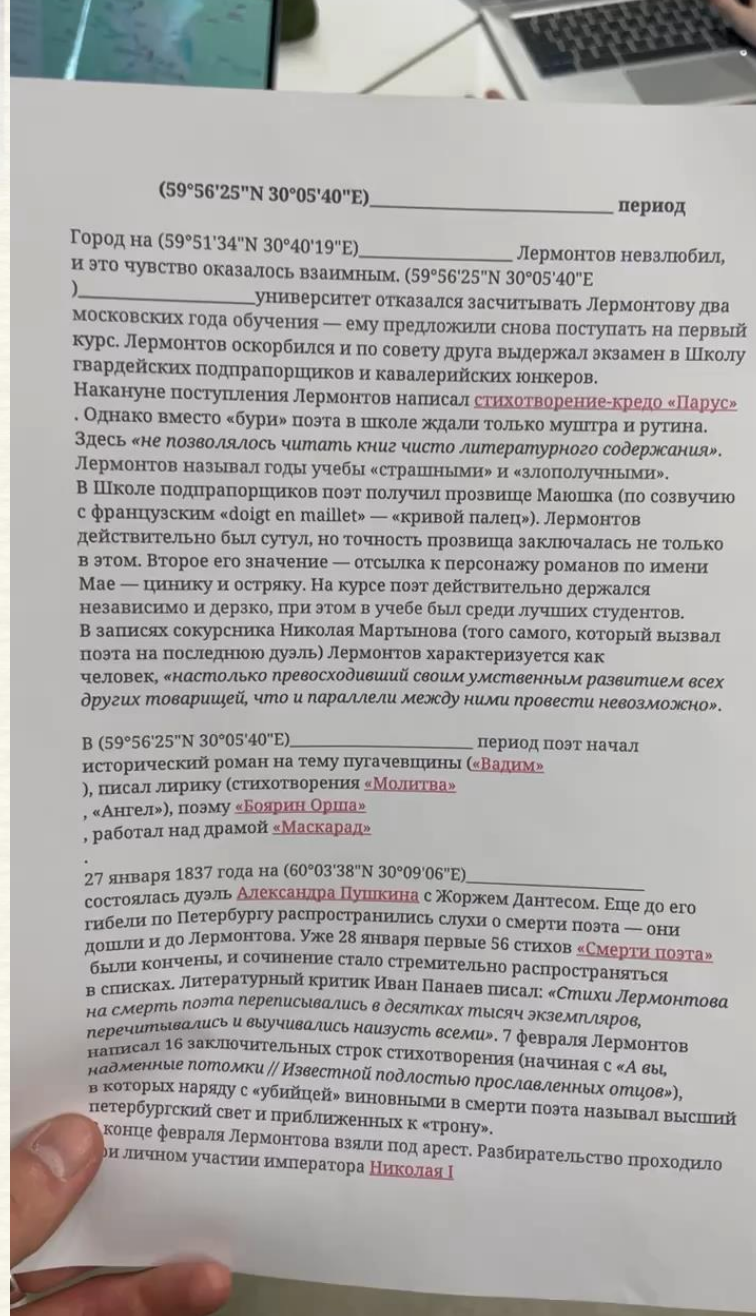 (59°56'25"N 30°05'40"E)____________________________ период
Город на (59°51'34"N 30°40'19"E)_________________ Лермонтов невзлюбил,
и это чувство оказалось взаимным. (59°56'25"N 30°05'40"E
)____________________университет отказался засчитывать Лермонтову два
московских года обучения — ему предложили снова поступать на первый
курс. Лермонтов оскорбился и по совету друга выдержал экзамен в Школу
гвардейских подпрапорщиков и кавалерийских юнкеров.
Накануне поступления Лермонтов написал стихотворение-кредо «Парус»
. Однако вместо «бури» поэта в школе ждали только муштра и рутина.
Здесь «не позволялось читать книг чисто литературного содержания».
Лермонтов называл годы учебы «страшными» и «злополучными».
В Школе подпрапорщиков поэт получил прозвище Маюшка (по созвучию
с французским «doigt en maillet» — «кривой палец»). Лермонтов
действительно был сутул, но точность прозвища заключалась не только
в этом. Второе его значение — отсылка к персонажу романов по имени
Мае — цинику и остряку. На курсе поэт действительно держался
независимо и дерзко, при этом в учебе был среди лучших студентов.
В записях сокурсника Николая Мартынова (того самого, который вызвал
поэта на последнюю дуэль) Лермонтов характеризуется как
человек, «настолько превосходивший своим умственным развитием всех
других товарищей, что и параллели между ними провести невозможно».
В (59°56'25"N 30°05'40"E)_____________________ период поэт начал
исторический роман на тему пугачевщины («Вадим»
), писал лирику (стихотворения «Молитва»
, «Ангел»), поэму «Боярин Орша»
, работал над драмой «Маскарад»
.
27 января 1837 года на (60°03'38"N 30°09'06"E)____________________
состоялась дуэль Александра Пушкина с Жоржем Дантесом. Еще до его
гибели по Петербургу распространились слухи о смерти поэта — они
дошли и до Лермонтова. Уже 28 января первые 56 стихов «Смерти поэта»
были кончены, и сочинение стало стремительно распространяться
в списках. Литературный критик Иван Панаев писал: «Стихи Лермонтова
на смерть поэта переписывались в десятках тысяч экземпляров,
перечитывались и выучивались наизусть всеми». 7 февраля Лермонтов
написал 16 заключительных строк стихотворения (начиная с «А вы,
надменные потомки // Известной подлостью прославленных отцов»),
в которых наряду с «убийцей» виновными в смерти поэта называл высший
петербургский свет и приближенных к «трону».
конце февраля Лермонтова взяли под арест. Разбирательство проходило
ри личном участии императора Николая I